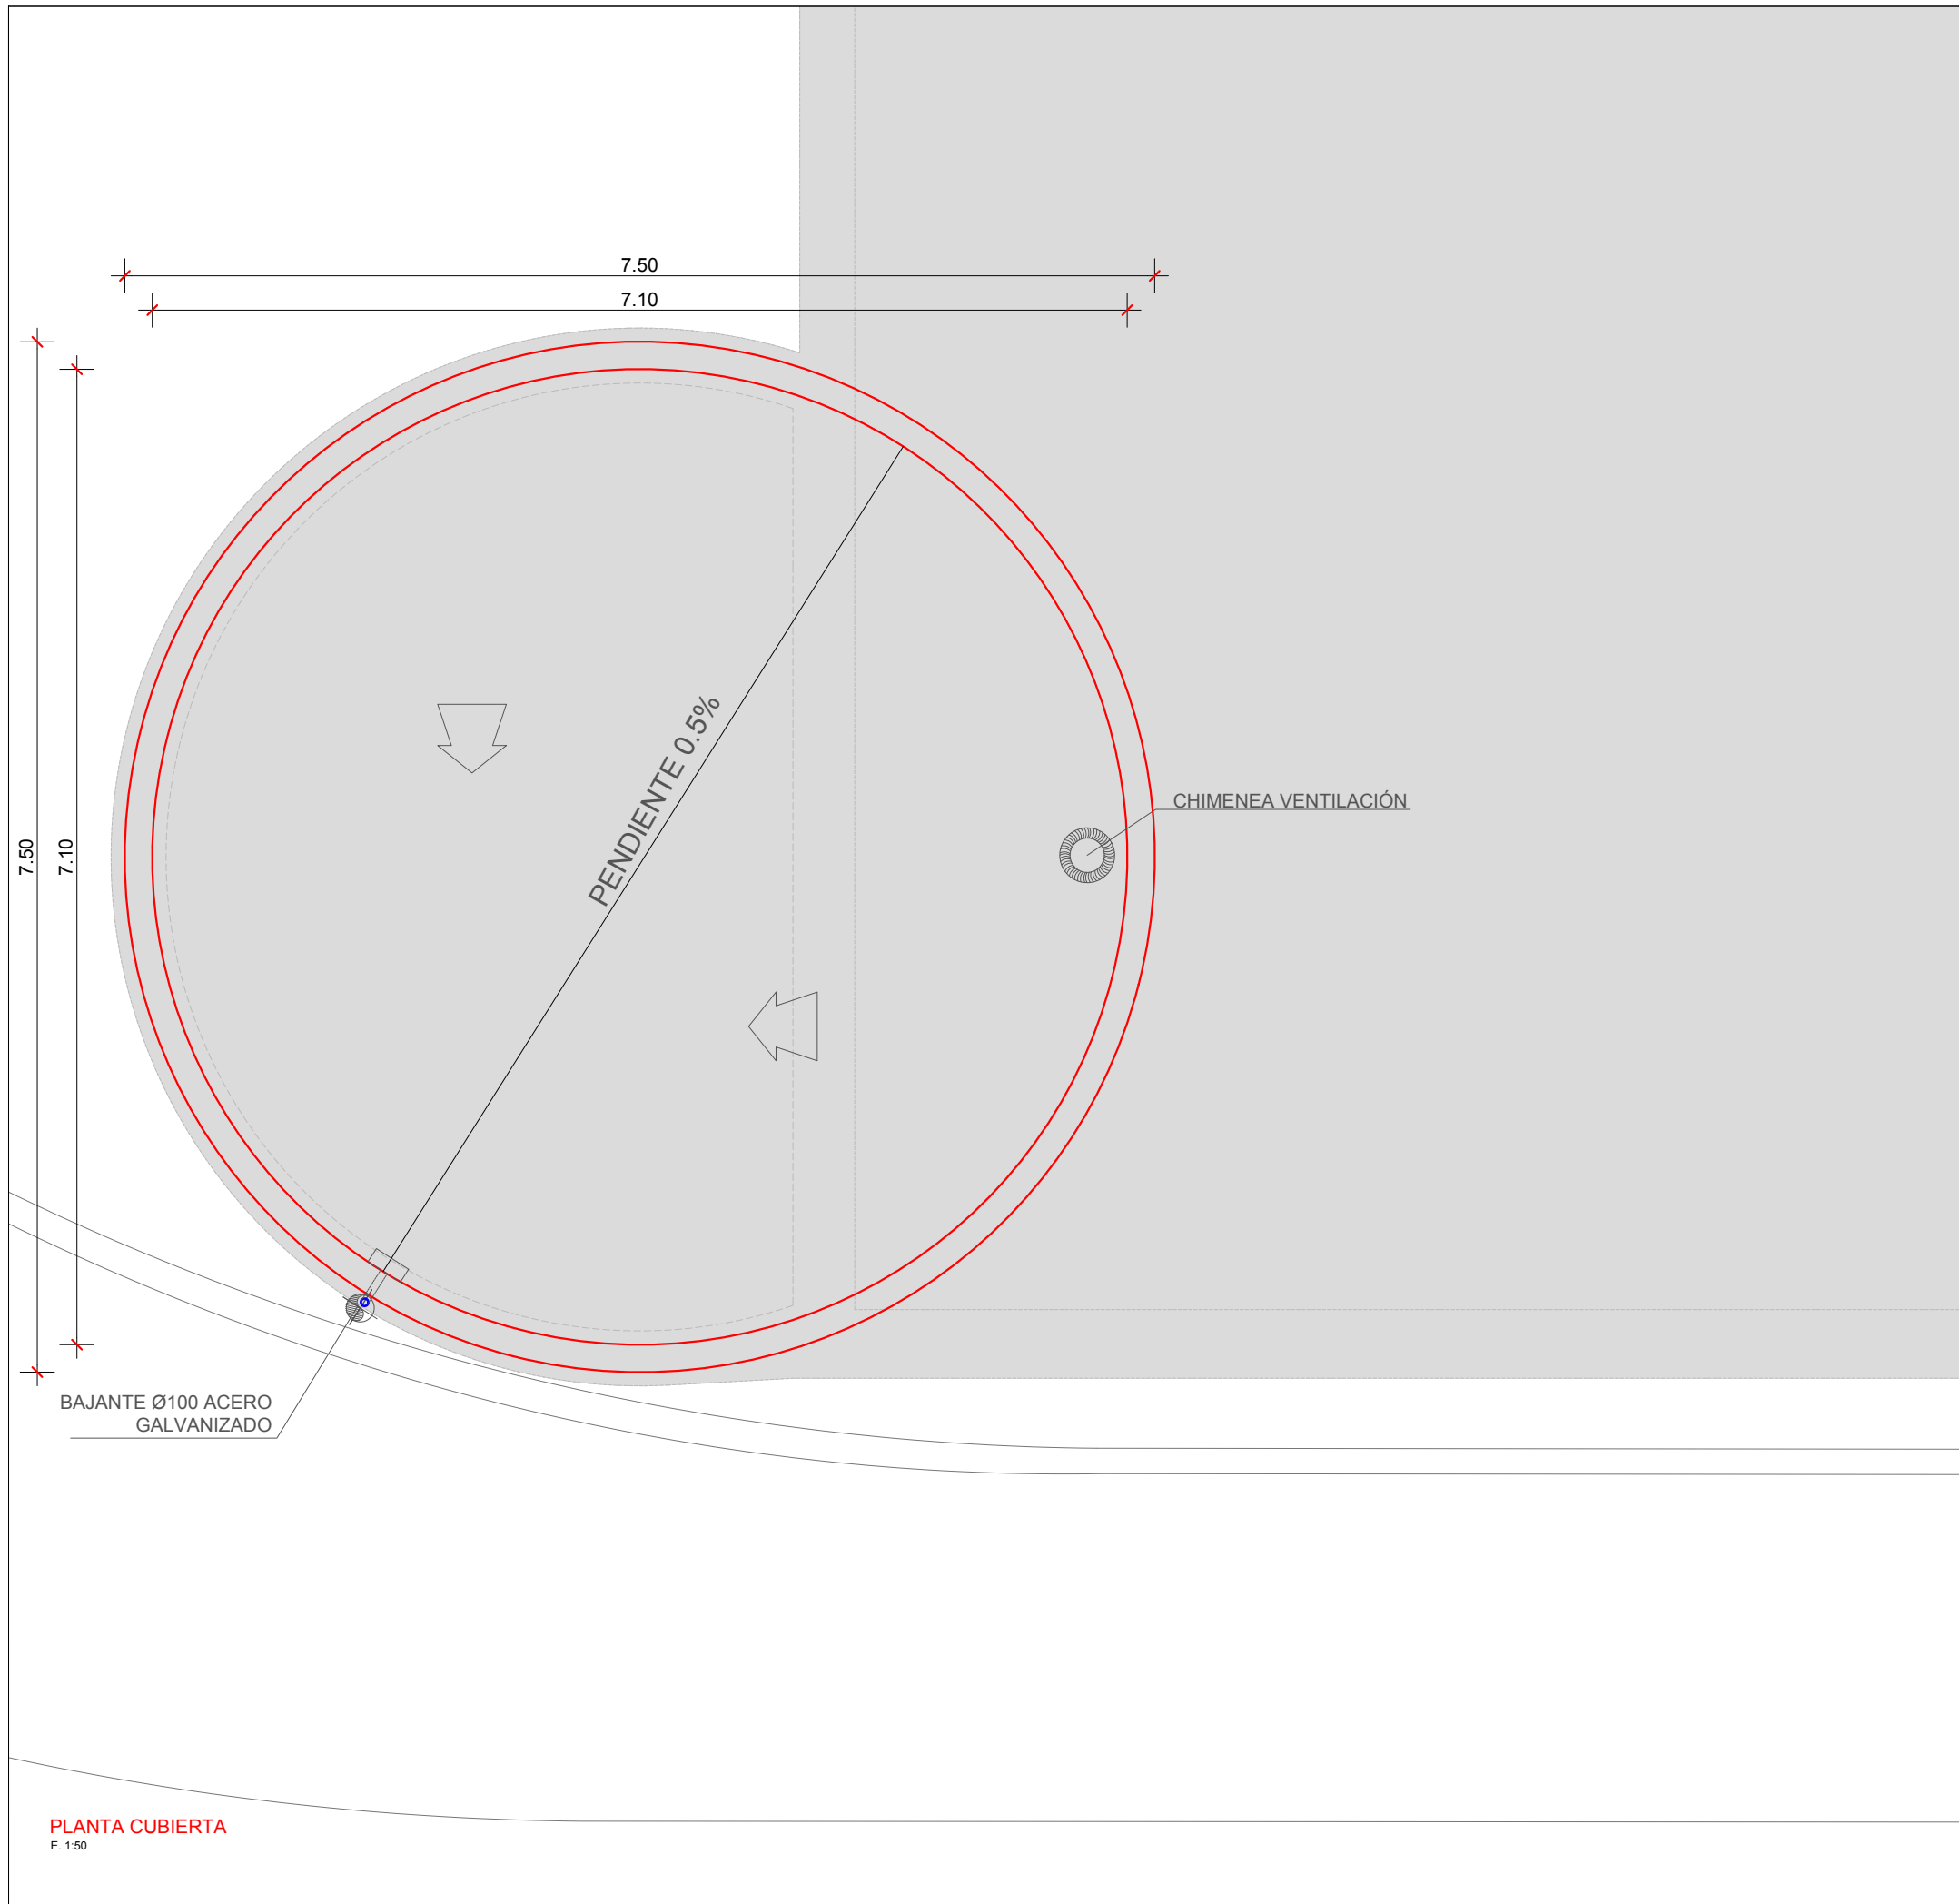 7.50
7.10
PENDIENTE 0.5%
CHIMENEA VENTILACIÓN
7.50
7.10
BAJANTE Ø100 ACERO
GALVANIZADO
PLANTA CUBIERTA
E. 1:50